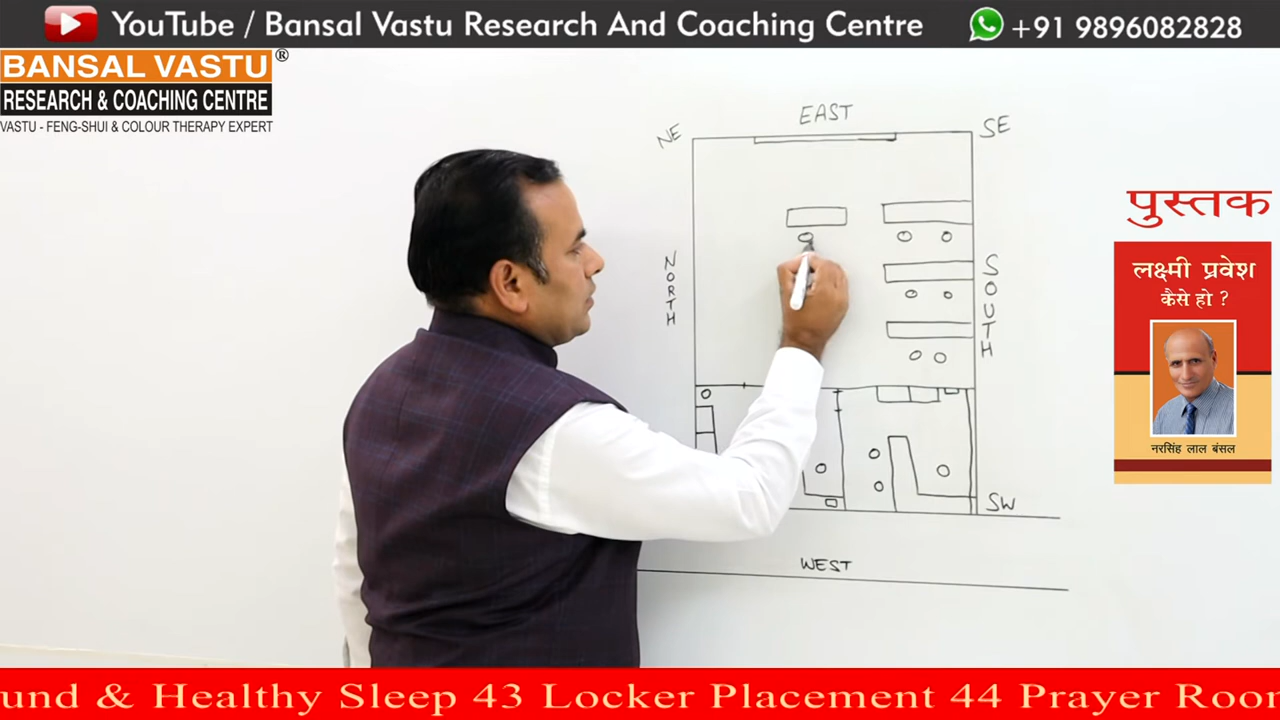 YouTube / Bansal Vastu Research And Coaching Centre
+91 9896082828
BANSAL VASTU®
RESEARCH & COACHING CENTRE
VASTU - FENG-SHUI & COLOUR THERAPY EXPERT
EAST
NE
SE
NORTH
SOUTH
SW
WEST
पुस्तक
लक्ष्मी प्रवेश
कैसे हो ?
नरसिंह लाल बंसल
und & Healthy Sleep 43 Locker Placement 44 Prayer Roor